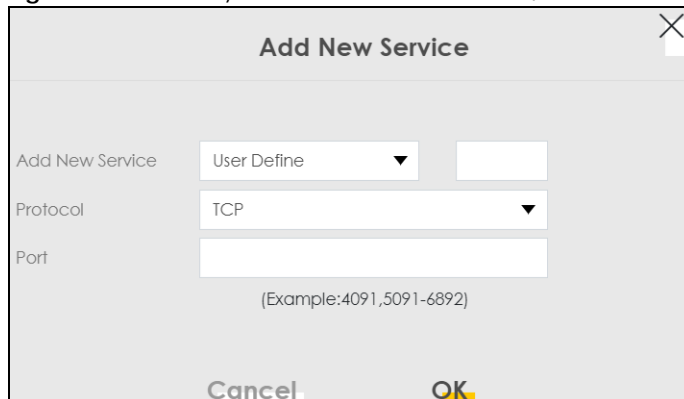 Add New Service
Add New Service User Define
Protocol TCP
Port
(Example:4091,5091-6892)
Cancel OK